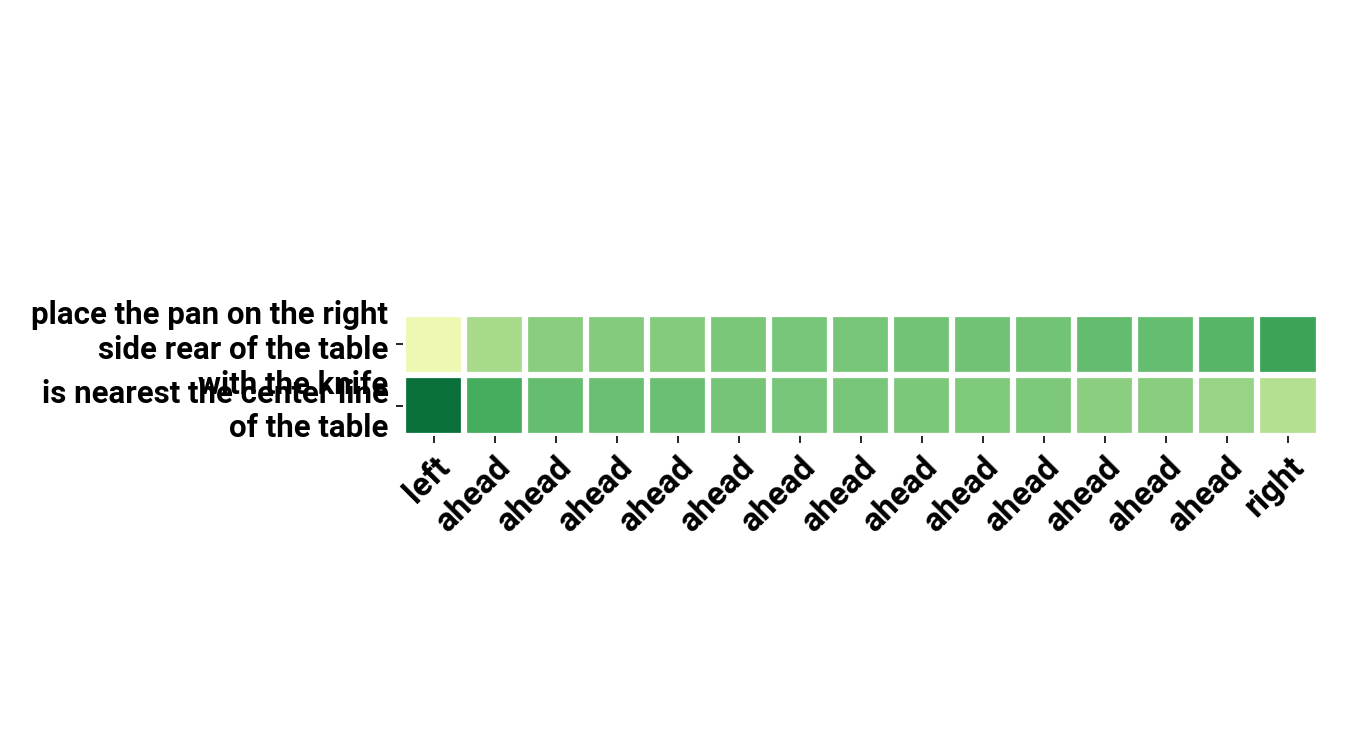 place the pan on the right
side rear of the table
with the knife
is nearest the center line
of the table
left
ahead
ahead
ahead
ahead
ahead
ahead
ahead
ahead
ahead
ahead
ahead
ahead
ahead
right